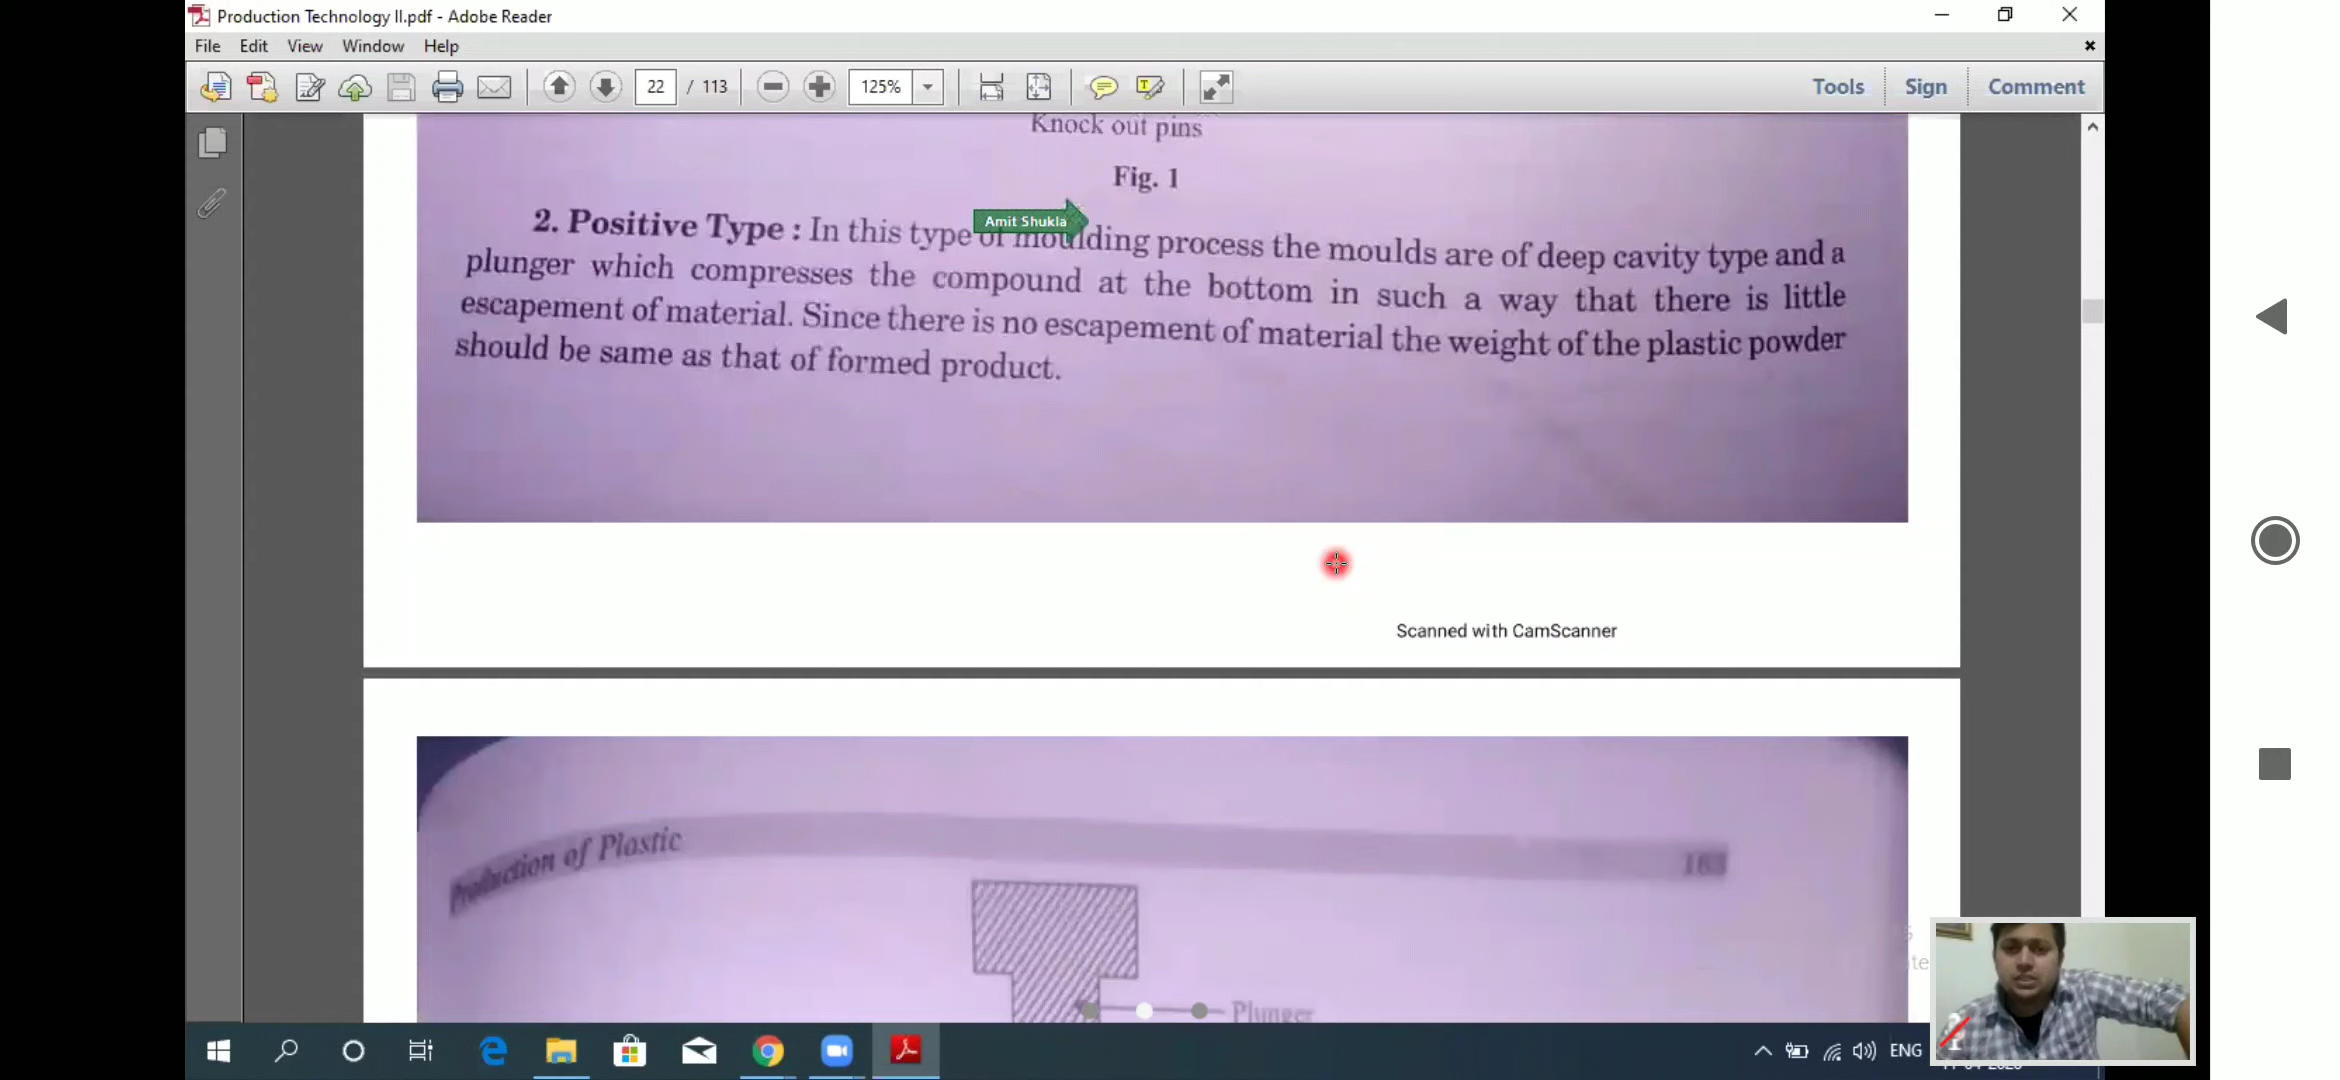 Production Technology II.pdf - Adobe Reader
File Edit View Window Help
22 / 113 125% Tools Sign Comment
Knock out pins
Fig. 1
Amit Shukla
2. Positive Type : In this type of moulding process the moulds are of deep cavity type and a
plunger which compresses the compound at the bottom in such a way that there is little
escapement of material. Since there is no escapement of material the weight of the plastic powder
should be same as that of formed product.
Scanned with CamScanner
Production of Plastic 163
Plunger
ENG